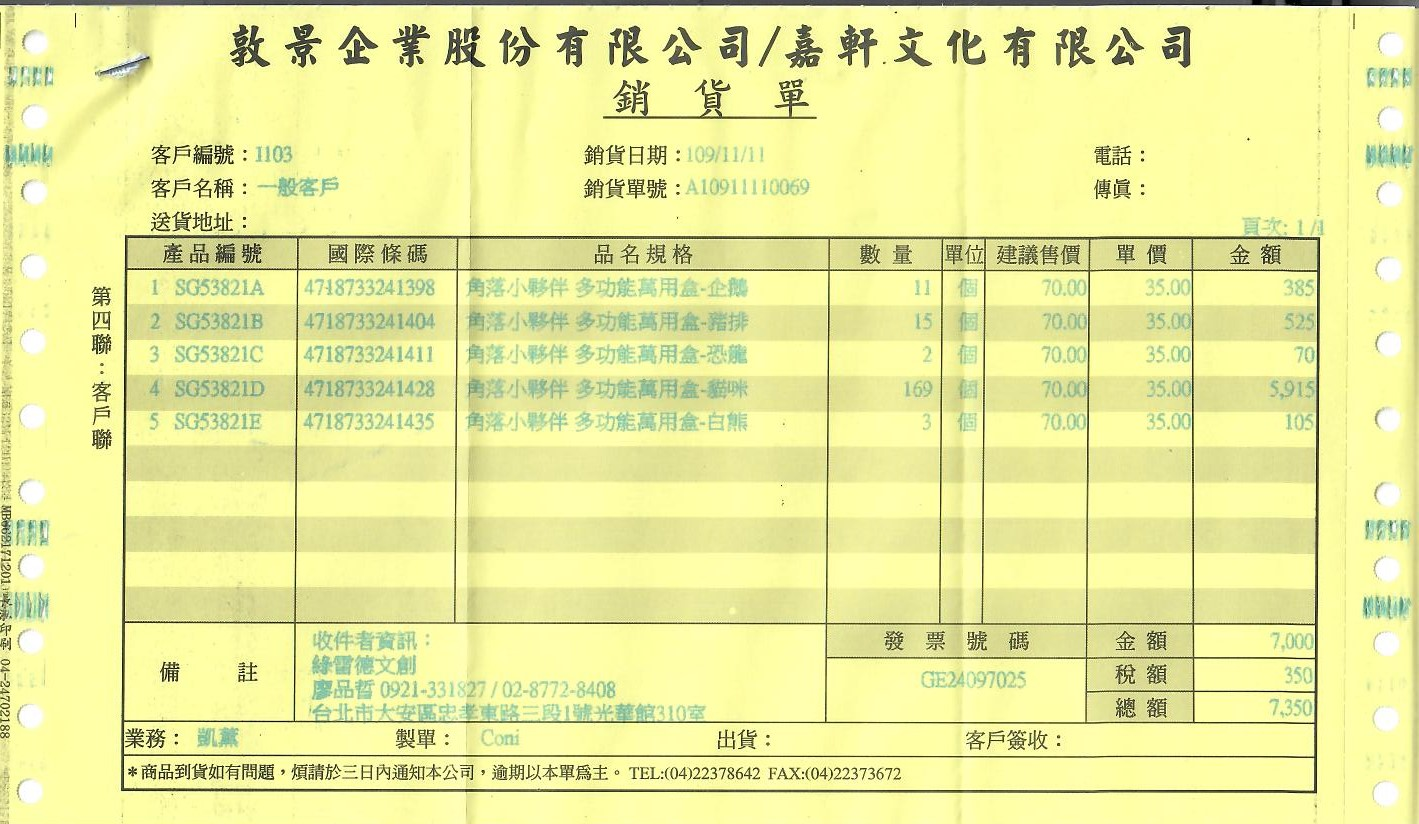 敦景企業股份有限公司/嘉軒文化有限公司
銷貨單
客戶編號：1103 銷貨日期：109/11/11 電話：
客戶名稱：一般客戶 銷貨單號：A10911110069 傳眞：
送貨地址：
頁次: 1 /1
產品編號 國際條碼 品名規格 數量 單位 建議售價 單價 金額
1 SG53821A 4718733241398 角落小夥伴 多功能萬用盒-企鵝 11 個 70.00 35.00 385
2 SG53821B 4718733241404 角落小夥伴 多功能萬用盒-豬排 15 個 70.00 35.00 525
3 SG53821C 4718733241411 角落小夥伴 多功能萬用盒-恐龍 2 個 70.00 35.00 70
4 SG53821D 4718733241428 角落小夥伴 多功能萬用盒-貓咪 169 個 70.00 35.00 5,915
5 SG53821E 4718733241435 角落小夥伴 多功能萬用盒-白熊 3 個 70.00 35.00 105
第四聯：客戶聯
備註
收件者資訊：
綠雷德文創
廖品哲 0921-331827 / 02-8772-8408
台北市大安區忠孝東路三段1號光華館310室
發票號碼
GE24097025
金額 7,000
稅額 350
總額 7,350
業務：凱薰 製單：Coni 出貨： 客戶簽收：
＊商品到貨如有問題，煩請於三日內通知本公司，逾期以本單爲主。TEL:(04)22378642 FAX:(04)22373672
04-24702188